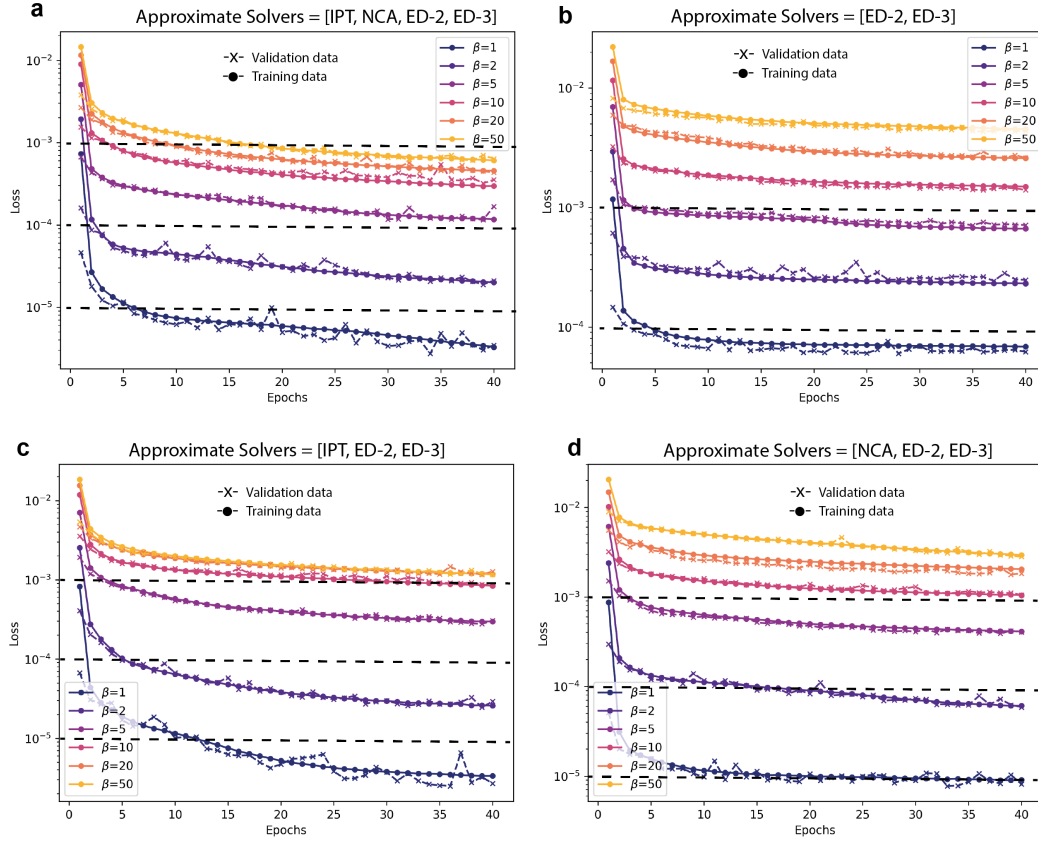 a
Approximate Solvers = [IPT, NCA, ED-2, ED-3]
Loss
10⁻²
10⁻³
10⁻⁴
10⁻⁵
-X- Validation data
Training data
β=1
β=2
β=5
β=10
β=20
β=50
0 5 10 15 20 25 30 35 40
Epochs
b
Approximate Solvers = [ED-2, ED-3]
Loss
10⁻²
10⁻³
10⁻⁴
-X- Validation data
Training data
β=1
β=2
β=5
β=10
β=20
β=50
0 5 10 15 20 25 30 35 40
Epochs
c
Approximate Solvers = [IPT, ED-2, ED-3]
Loss
10⁻²
10⁻³
10⁻⁴
10⁻⁵
-X- Validation data
Training data
β=1
β=2
β=5
β=10
β=20
β=50
0 5 10 15 20 25 30 35 40
Epochs
d
Approximate Solvers = [NCA, ED-2, ED-3]
Loss
10⁻²
10⁻³
10⁻⁴
10⁻⁵
-X- Validation data
Training data
β=1
β=2
β=5
β=10
β=20
β=50
0 5 10 15 20 25 30 35 40
Epochs